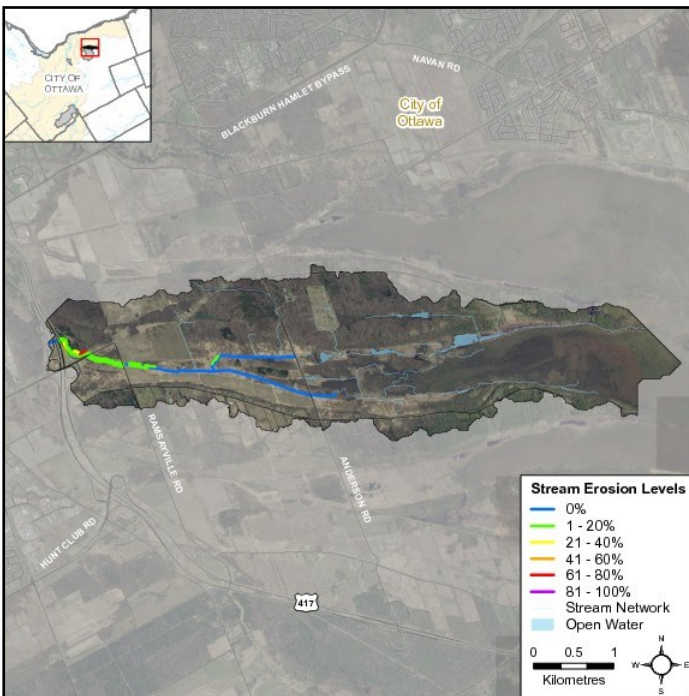 CITY OF
OTTAWA
NAVAN RD
BLACKBURN HAMLET BYPASS
City of
Ottawa
RAMSAYVILLE RD
ANDERSON RD
HUNT CLUB RD
417
Stream Erosion Levels
0%
1 - 20%
21 - 40%
41 - 60%
61 - 80%
81 - 100%
Stream Network
Open Water
0 0.5 1
Kilometres
N
W E
S